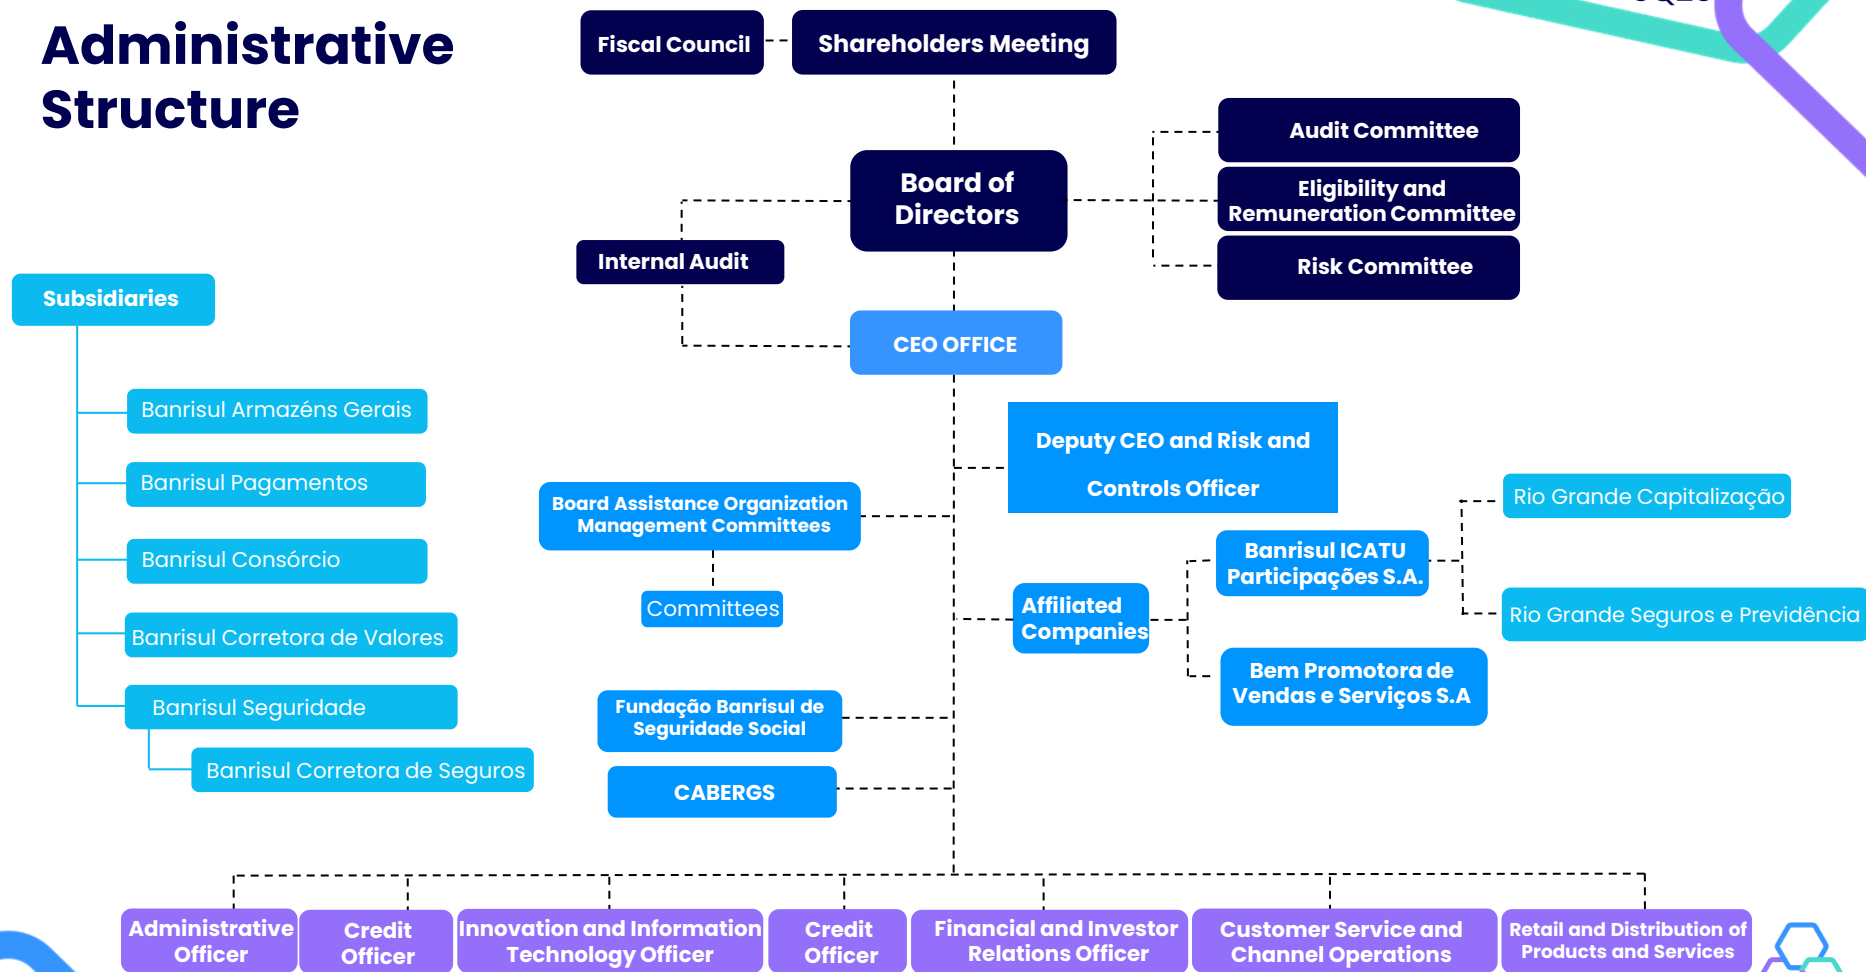 Administrative
Structure
Fiscal Council
Shareholders Meeting
Board of
Directors
Audit Committee
Eligibility and
Remuneration Committee
Risk Committee
Internal Audit
CEO OFFICE
Subsidiaries
Banrisul Armazéns Gerais
Banrisul Pagamentos
Banrisul Consórcio
Banrisul Corretora de Valores
Banrisul Seguridade
Banrisul Corretora de Seguros
Deputy CEO and Risk and
Controls Officer
Board Assistance Organization
Management Committees
Committees
Affiliated
Companies
Banrisul ICATU
Participações S.A.
Rio Grande Capitalização
Rio Grande Seguros e Previdência
Bem Promotora de
Vendas e Serviços S.A
Fundação Banrisul de
Seguridade Social
CABERGS
Administrative
Officer
Credit
Officer
Innovation and Information
Technology Officer
Credit
Officer
Financial and Investor
Relations Officer
Customer Service and
Channel Operations
Retail and Distribution of
Products and Services